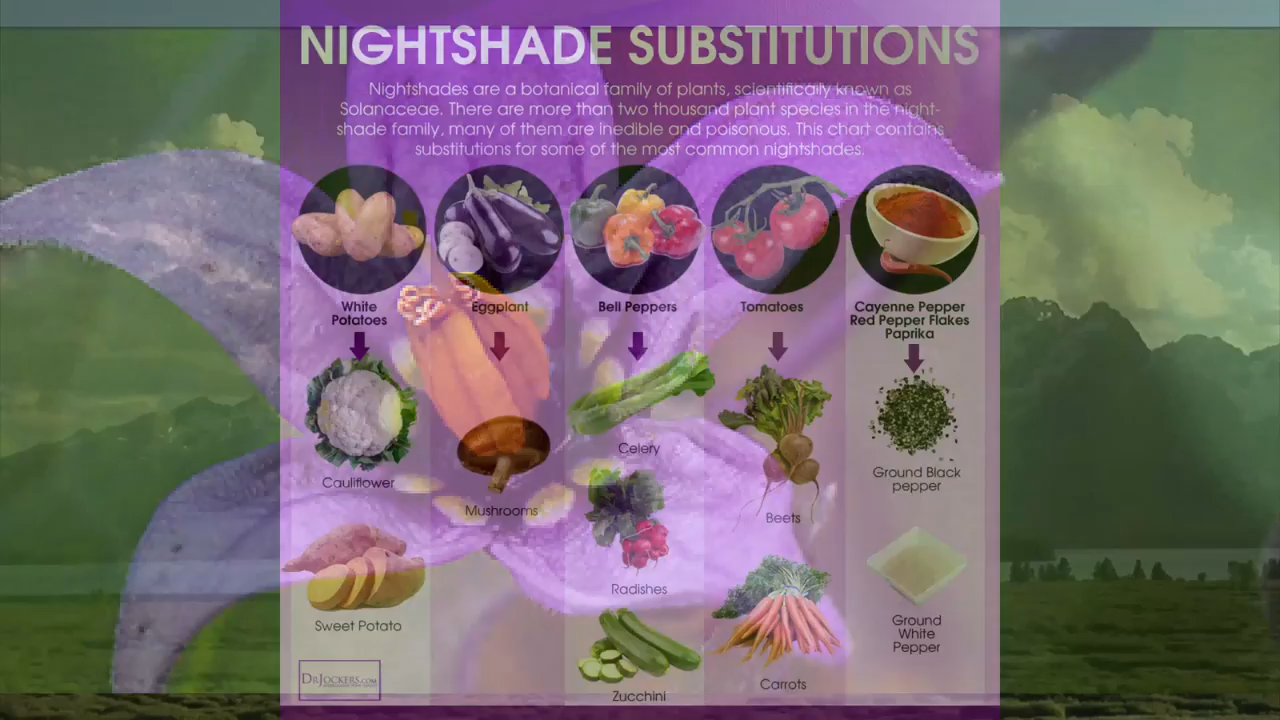 NIGHTSHADE SUBSTITUTIONS
Nightshades are a botanical family of plants, scientifically known as
Solanaceae. There are more than two thousand plant species in the night-
shade family, many of them are inedible and poisonous. This chart contains
substitutions for some of the most common nightshades.
White
Potatoes
Eggplant
Bell Peppers
Tomatoes
Cayenne Pepper
Red Pepper Flakes
Paprika
Cauliflower
Mushrooms
Celery
Beets
Ground Black
pepper
Sweet Potato
Radishes
Ground
White
Pepper
Zucchini
Carrots
DRJOCKERS.COM